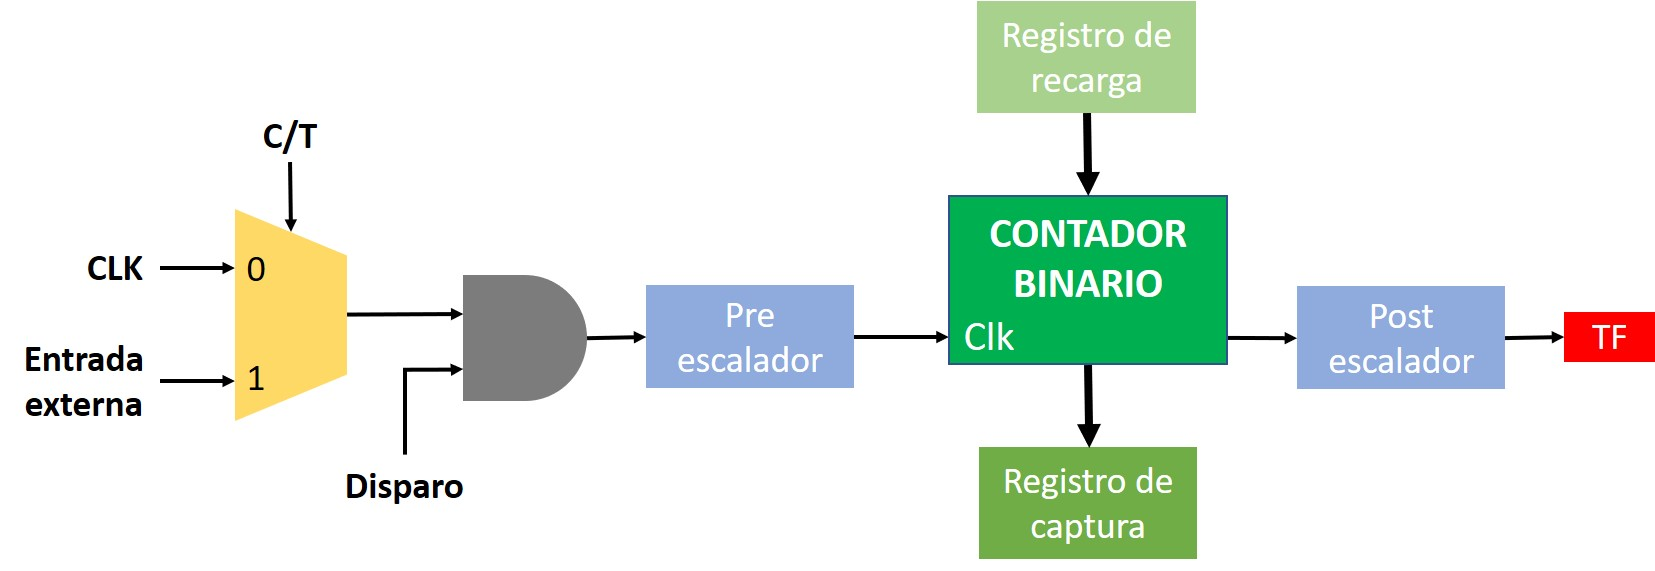 Registro de
recarga
C/T
CLK
0
Entrada
externa
1
Disparo
Pre
escalador
CONTADOR
BINARIO
Clk
Post
escalador
TF
Registro de
captura